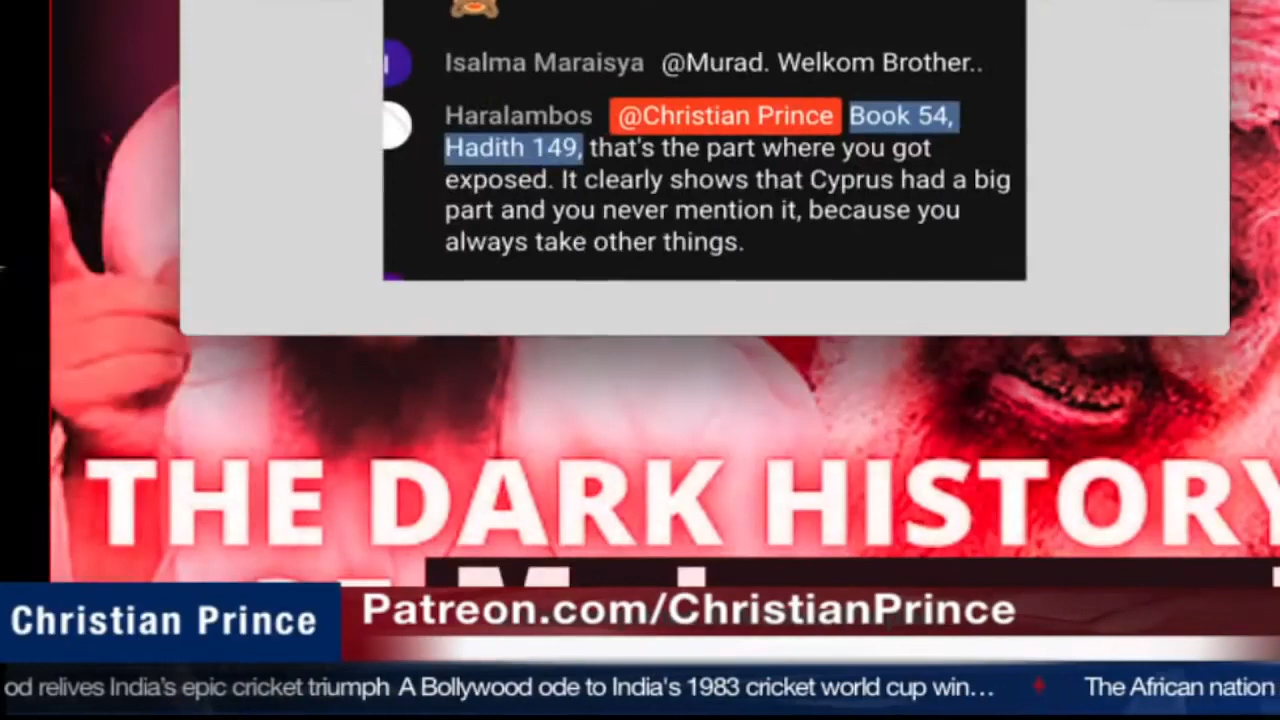 Isalma Maraisya @Murad. Welkom Brother..
Haralambos @Christian Prince Book 54,
Hadith 149, that's the part where you got
exposed. It clearly shows that Cyprus had a big
part and you never mention it, because you
always take other things.
THE DARK HISTORY
Christian Prince
Patreon.com/ChristianPrince
od relives India's epic cricket triumph A Bollywood ode to India's 1983 cricket world cup win... The African nation